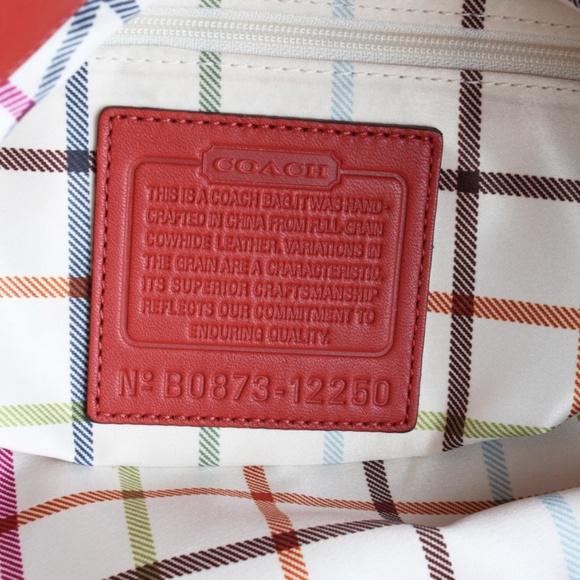 COACH
THIS IS A COACH BAG.IT WAS HAND-
CRAFTED IN CHINA FROM FULL-GRAIN
COWHIDE LEATHER. VARIATIONS IN
THE GRAIN ARE A CHARACTERISTIC.
ITS SUPERIOR CRAFTSMANSHIP
REFLECTS OUR COMMITMENT TO
ENDURING QUALITY.
Nº B0873-12250